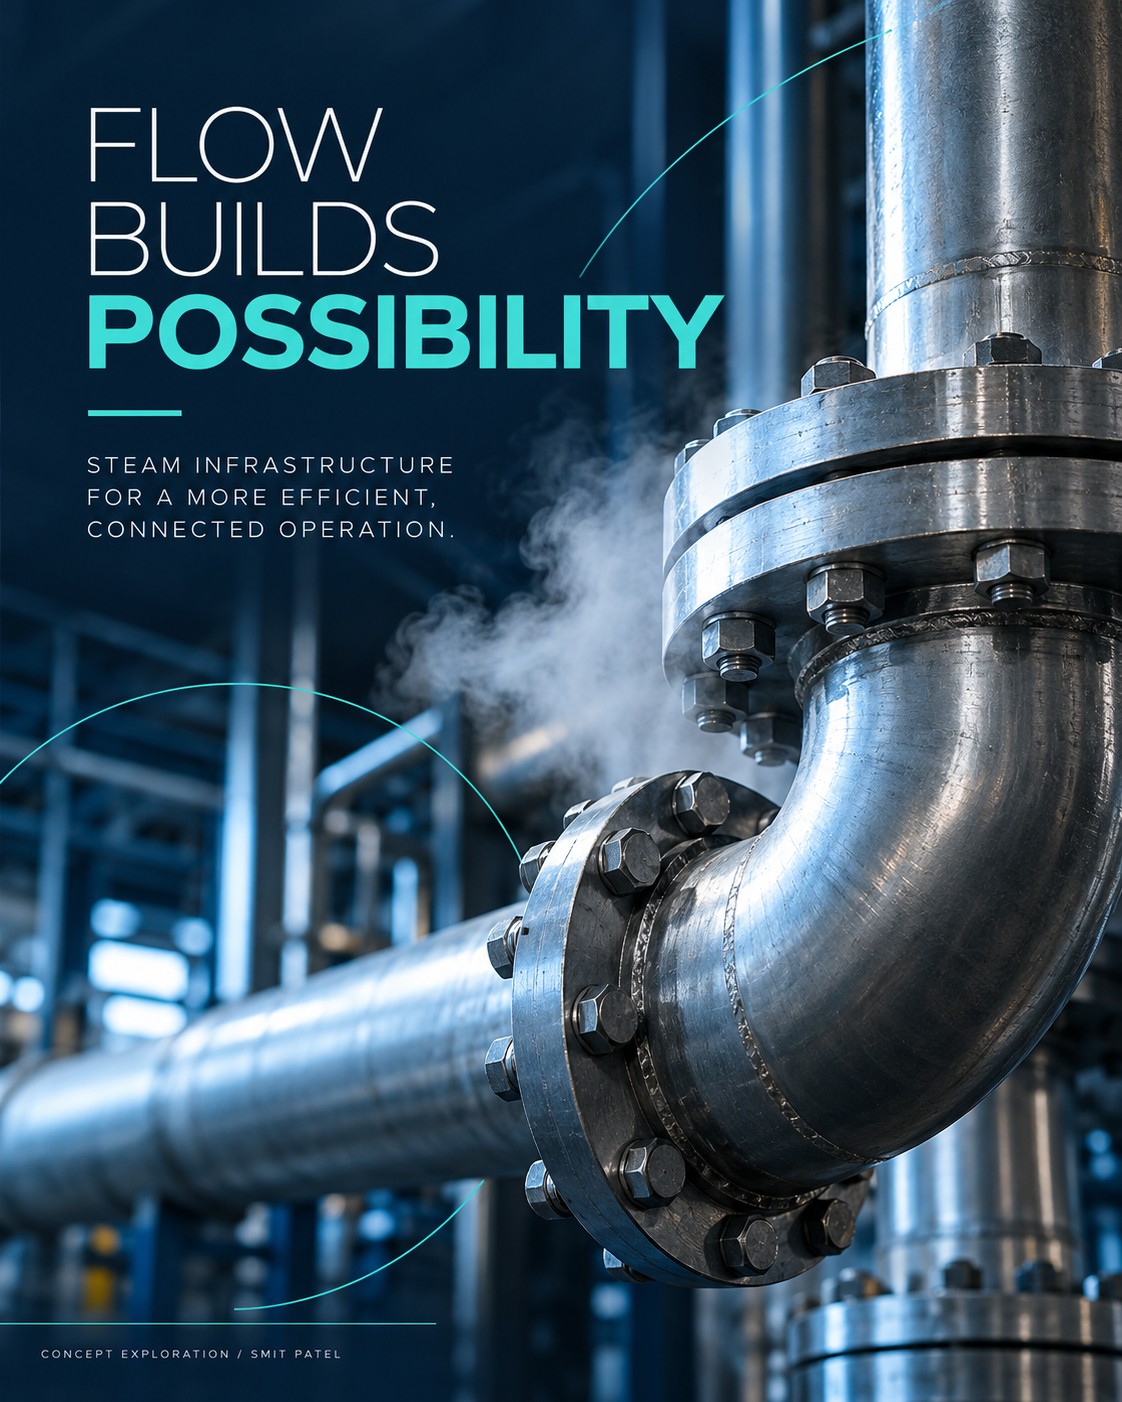 FLOW
BUILDS
POSSIBILITY
STEAM INFRASTRUCTURE
FOR A MORE EFFICIENT,
CONNECTED OPERATION.
CONCEPT EXPLORATION / SMIT PATEL